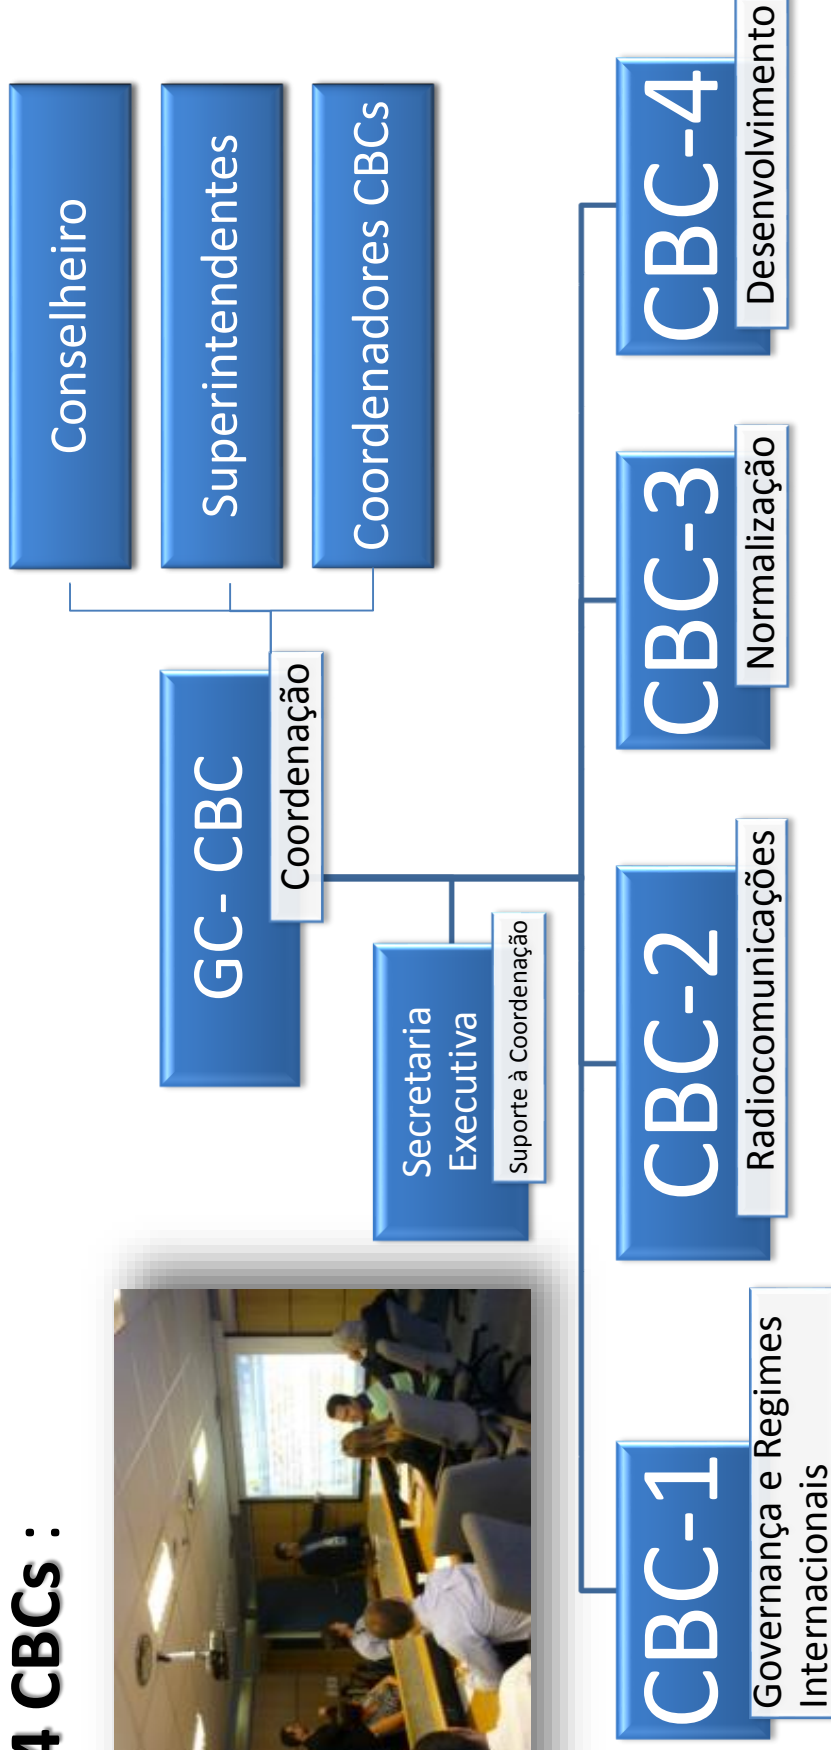 4 CBCs :
Conselheiro
GC- CBC
Coordenação
Superintendentes
Coordenadores CBCs
Secretaria
Executiva
Suporte à Coordenação
CBC-1
Governança e Regimes
Internacionais
CBC-2
Radiocomunicações
CBC-3
Normalização
CBC-4
Desenvolvimento